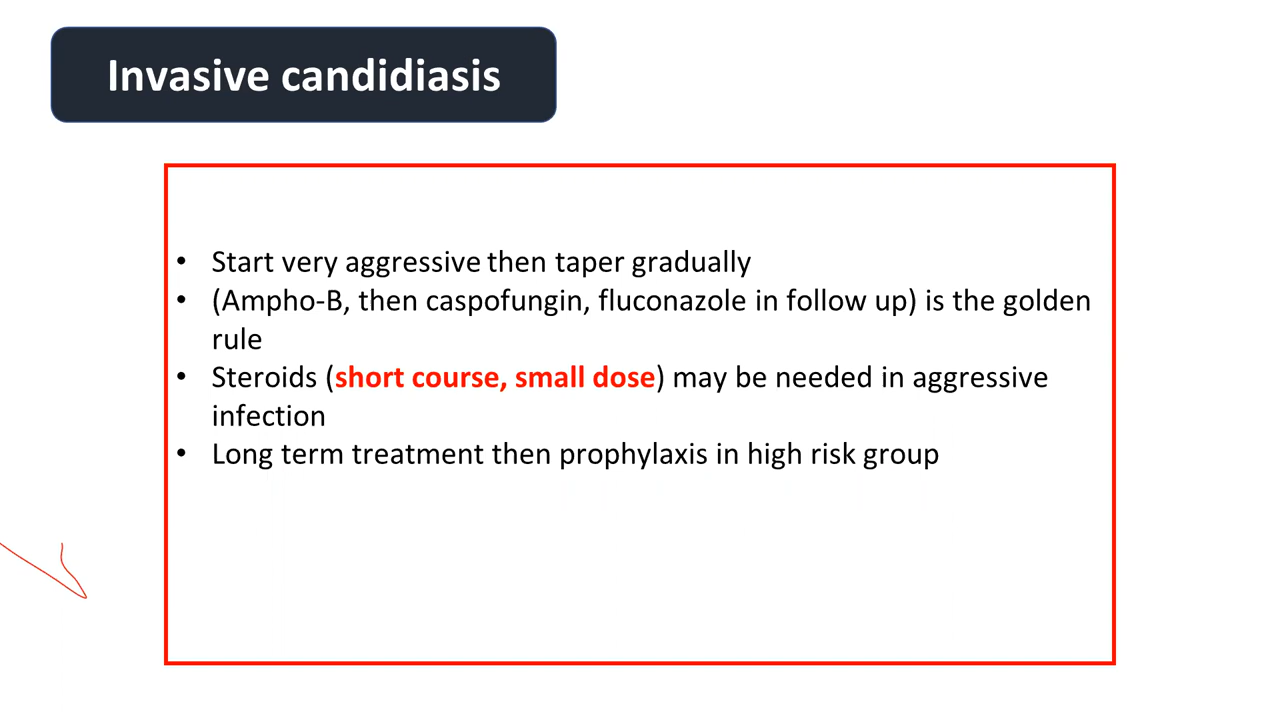 Invasive candidiasis
• Start very aggressive then taper gradually
• (Ampho-B, then caspofungin, fluconazole in follow up) is the golden
rule
• Steroids (short course, small dose) may be needed in aggressive
infection
• Long term treatment then prophylaxis in high risk group